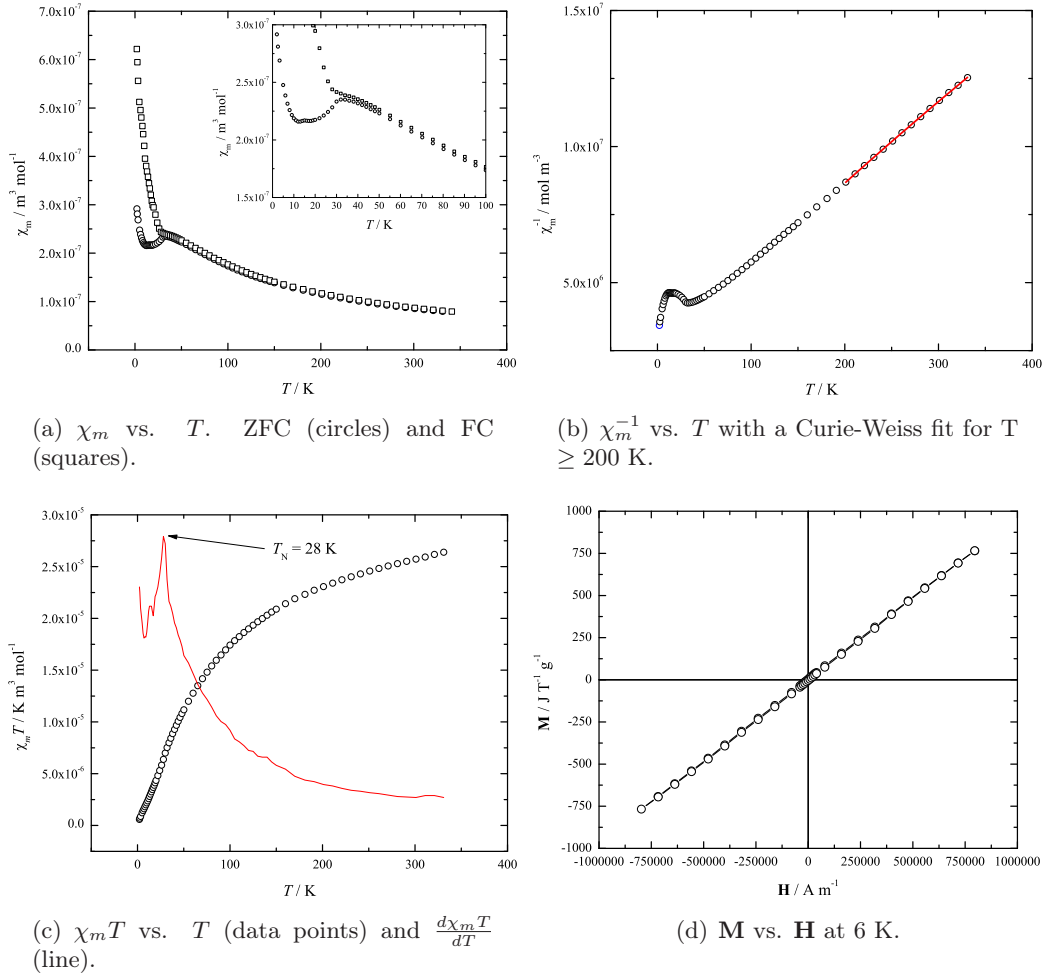 7.0x10⁻⁷
6.0x10⁻⁷
5.0x10⁻⁷
4.0x10⁻⁷
3.0x10⁻⁷
2.0x10⁻⁷
1.0x10⁻⁷
0.0
χm / m³ mol⁻¹
0 100 200 300 400
T / K
3.0x10⁻⁷
2.5x10⁻⁷
2.0x10⁻⁷
1.5x10⁻⁷
χm / m³ mol⁻¹
0 10 20 30 40 50 60 70 80 90 100
T / K
(a) χm vs. T. ZFC (circles) and FC
(squares).
1.5x10⁷
1.0x10⁷
5.0x10⁶
χm⁻¹ / mol m⁻³
0 100 200 300 400
T / K
(b) χm⁻¹ vs. T with a Curie-Weiss fit for T
≥ 200 K.
3.0x10⁻⁵
2.5x10⁻⁵
2.0x10⁻⁵
1.5x10⁻⁵
1.0x10⁻⁵
5.0x10⁻⁶
0.0
χmT / K m³ mol⁻¹
TN = 28 K
0 100 200 300 400
T / K
(c) χmT vs. T (data points) and dχmT/dT
(line).
1000
750
500
250
0
-250
-500
-750
-1000
M / J T⁻¹ g⁻¹
-1000000 -750000 -500000 -250000 0 250000 500000 750000 1000000
H / A m⁻¹
(d) M vs. H at 6 K.